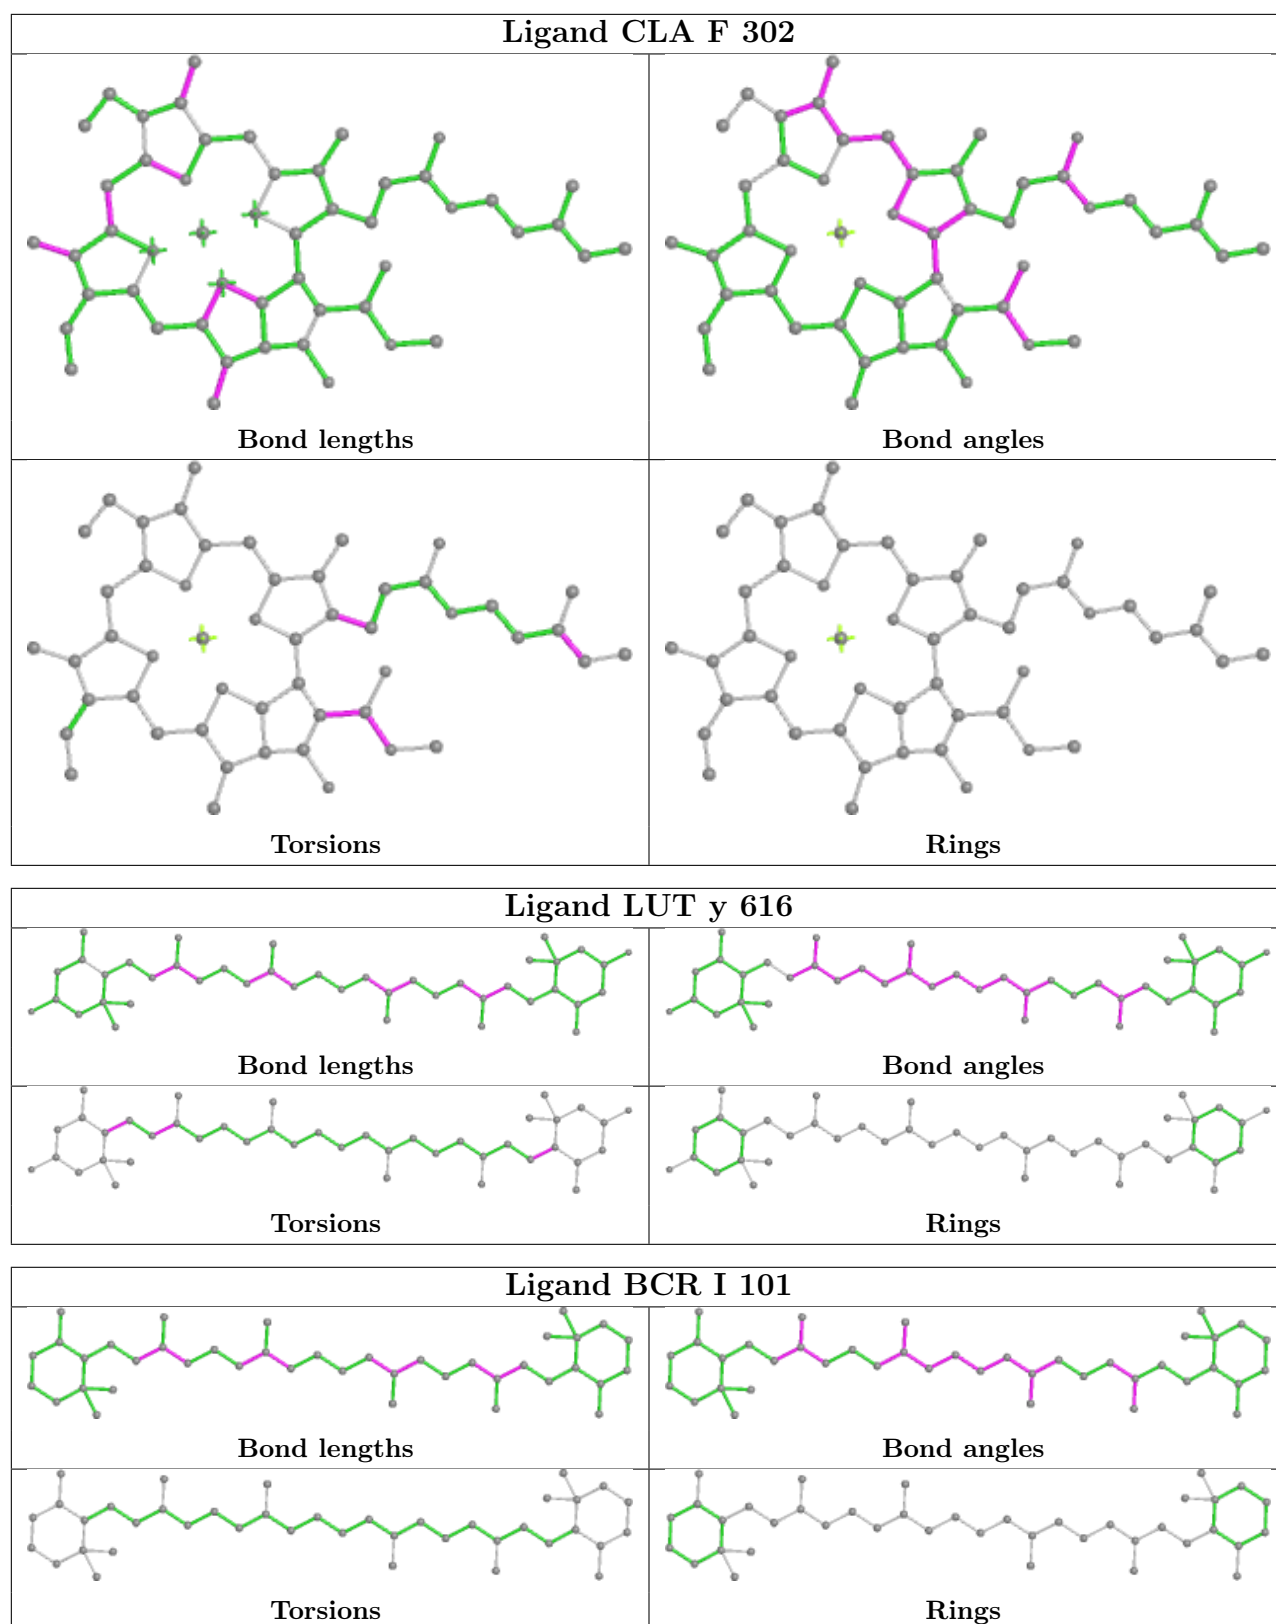 Ligand CLA F 302
Bond lengths
Bond angles
Torsions
Rings
Ligand LUT y 616
Bond lengths
Bond angles
Torsions
Rings
Ligand BCR I 101
Bond lengths
Bond angles
Torsions
Rings